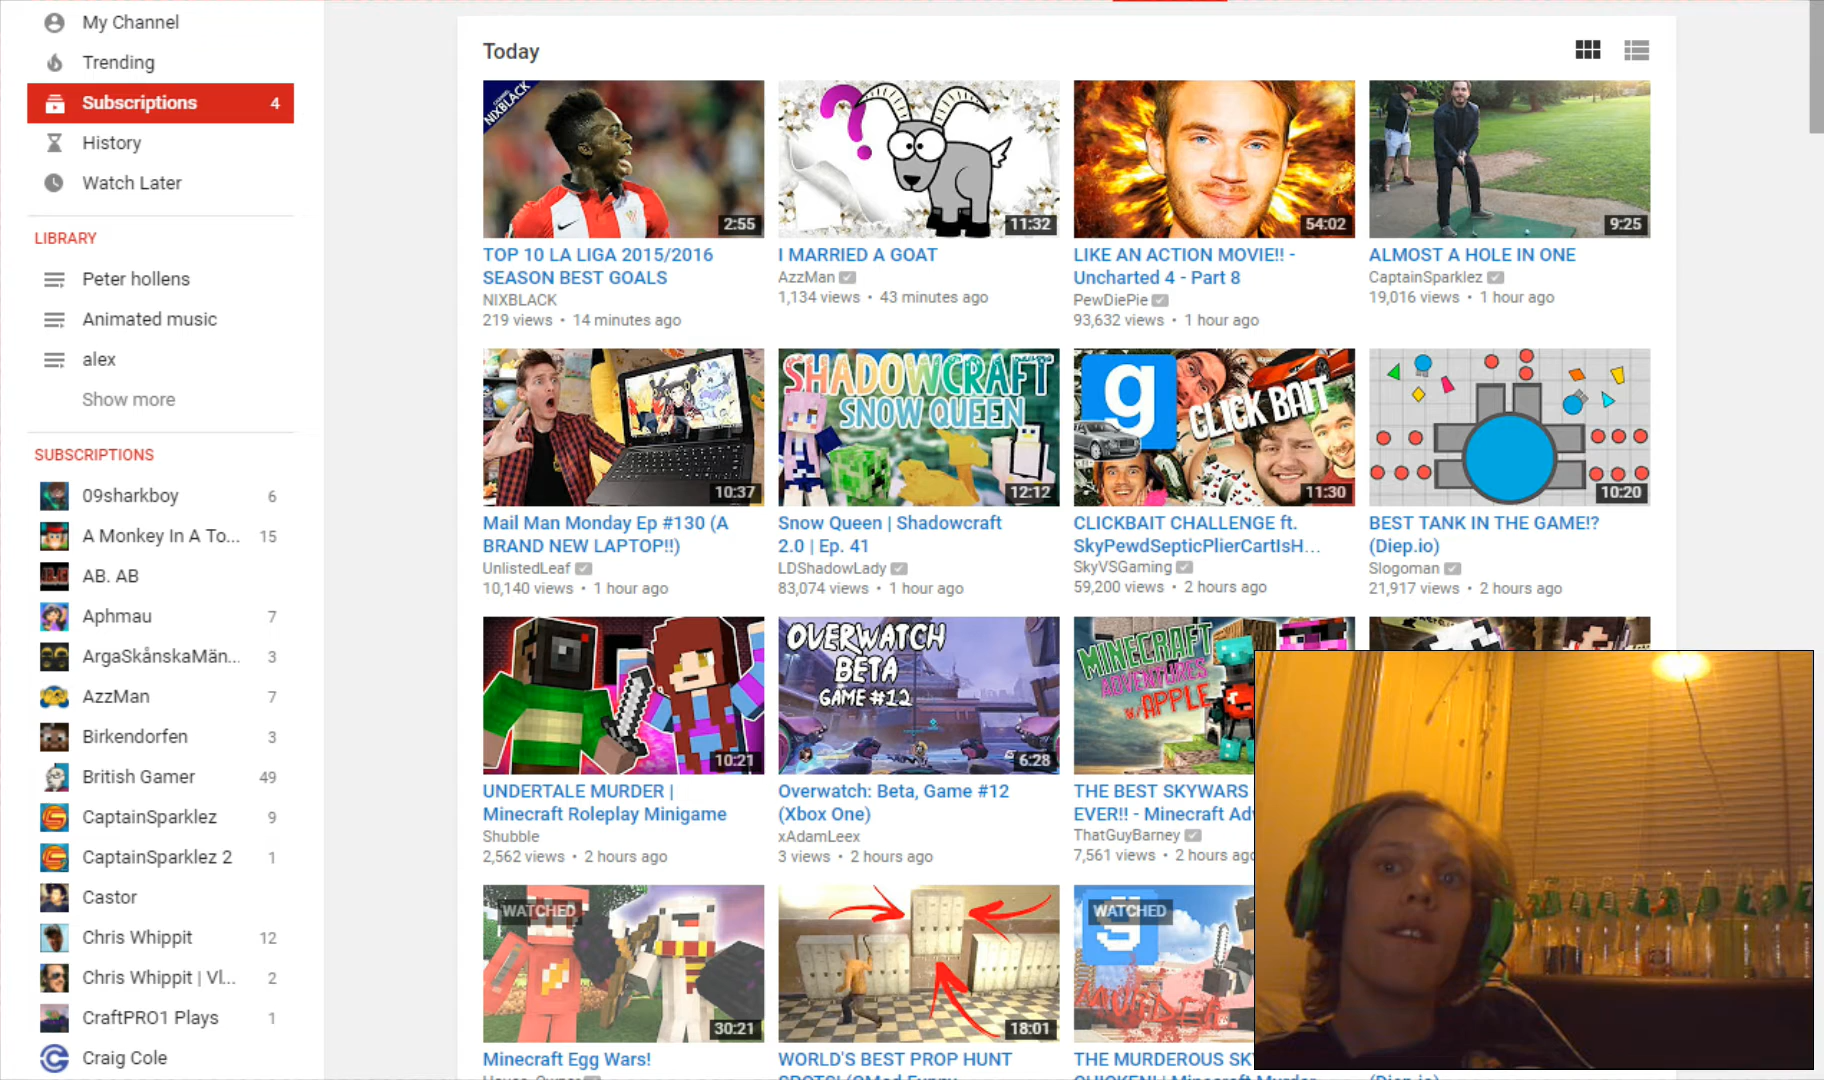 My Channel
Trending
Subscriptions 4
History
Watch Later
LIBRARY
Peter hollens
Animated music
alex
Show more
SUBSCRIPTIONS
09sharkboy 6
A Monkey In A To... 15
AB. AB
Aphmau 7
ArgaSkånskaMän... 3
AzzMan 7
Birkendorfen 3
British Gamer 49
CaptainSparklez 9
CaptainSparklez 2 1
Castor
Chris Whippit 12
Chris Whippit | Vl... 2
CraftPRO1 Plays 1
Craig Cole
Today
NIXBLACK
2:55
TOP 10 LA LIGA 2015/2016
SEASON BEST GOALS
NIXBLACK
219 views • 14 minutes ago
?
11:32
I MARRIED A GOAT
AzzMan
1,134 views • 43 minutes ago
54:02
LIKE AN ACTION MOVIE!! -
Uncharted 4 - Part 8
PewDiePie
93,632 views • 1 hour ago
9:25
ALMOST A HOLE IN ONE
CaptainSparklez
19,016 views • 1 hour ago
10:37
Mail Man Monday Ep #130 (A
BRAND NEW LAPTOP!!)
UnlistedLeaf
10,140 views • 1 hour ago
SHADOWCRAFT
SNOW QUEEN
12:12
Snow Queen | Shadowcraft
2.0 | Ep. 41
LDShadowLady
83,074 views • 1 hour ago
g
CLICK BAIT
11:30
CLICKBAIT CHALLENGE ft.
SkyPewdSepticPlierCartIsH...
SkyVSGaming
59,200 views • 2 hours ago
10:20
BEST TANK IN THE GAME!?
(Diep.io)
Slogoman
21,917 views • 2 hours ago
10:21
UNDERTALE MURDER |
Minecraft Roleplay Minigame
Shubble
2,562 views • 2 hours ago
OVERWATCH
BETA
GAME #12
6:28
Overwatch: Beta, Game #12
(Xbox One)
xAdamLeex
3 views • 2 hours ago
MINECRAFT
ADVENTURES
W/ APPLE
THE BEST SKYWARS
EVER!! - Minecraft Adv
ThatGuyBarney
7,561 views • 2 hours ago
WATCHED
30:21
Minecraft Egg Wars!
18:01
WORLD'S BEST PROP HUNT
WATCHED
g
MURDER
THE MURDEROUS SK
(Diep.io)